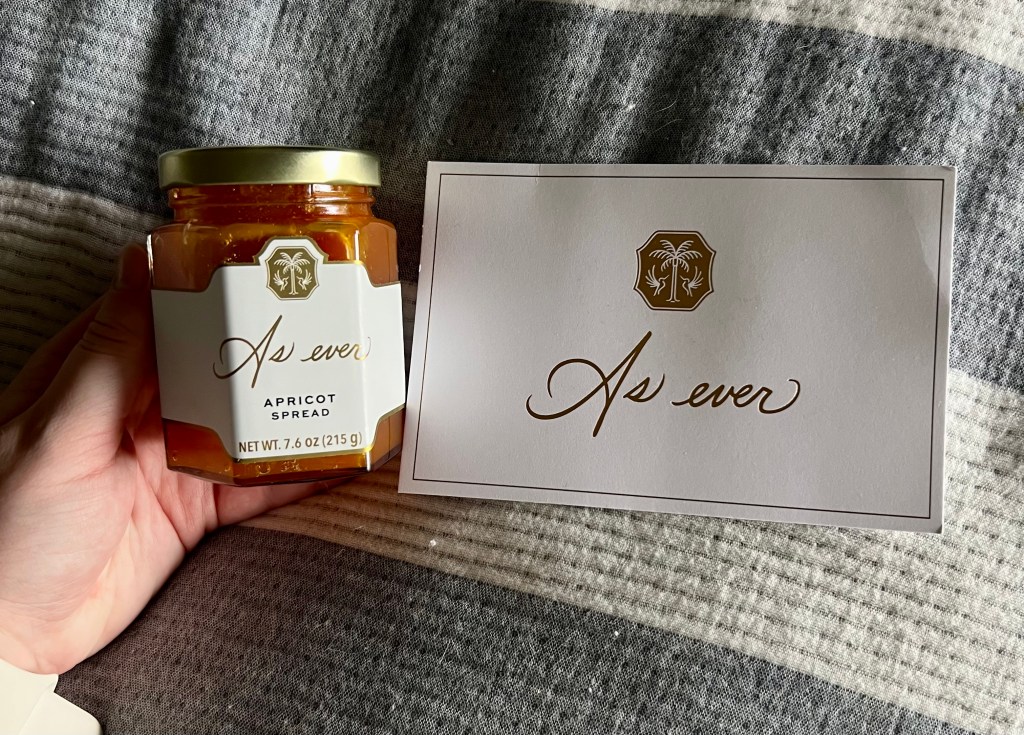 As ever
APRICOT
SPREAD
NET WT. 7.6 oz (215 g)
As ever